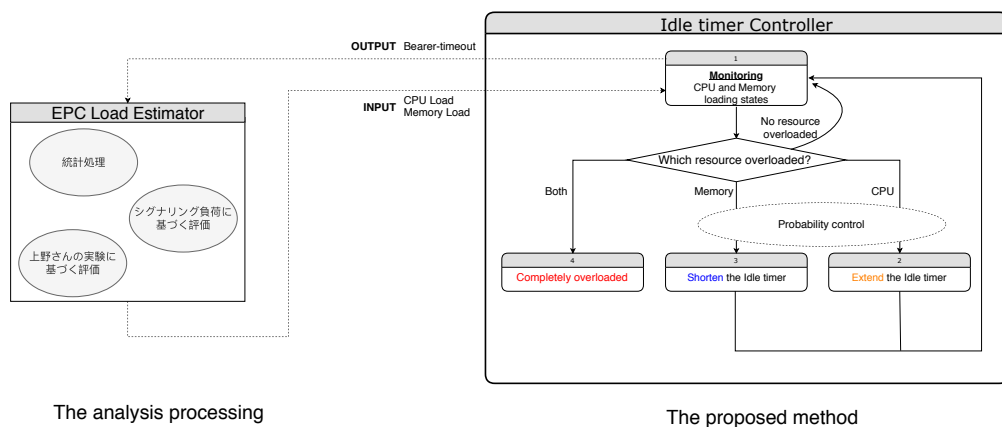 Idle timer Controller
OUTPUT Bearer-timeout
1
Monitoring
CPU and Memory
loading states
INPUT CPU Load
Memory Load
EPC Load Estimator
統計処理
シグナリング負荷に
基づく評価
上野さんの実験に
基づく評価
No resource
overloaded
Which resource overloaded?
Both
Memory
CPU
Probability control
4
Completely overloaded
3
Shorten the Idle timer
2
Extend the Idle timer
The analysis processing
The proposed method